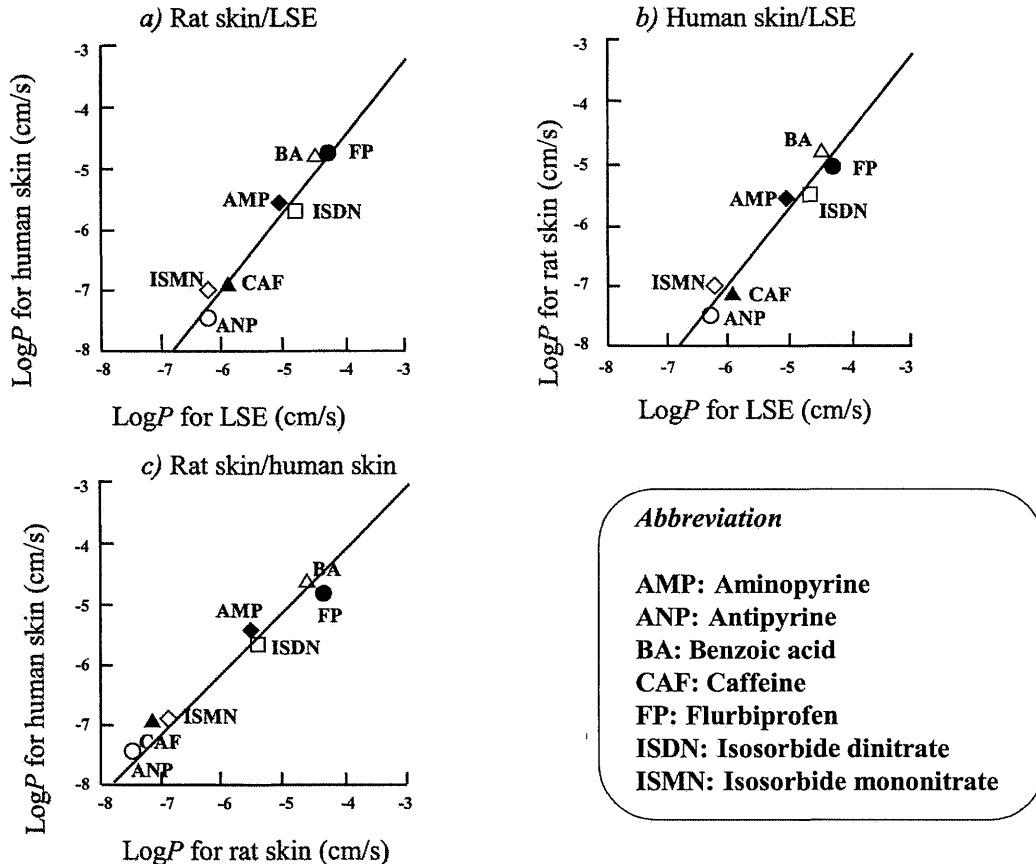 a) Rat skin/LSE
LogP for human skin (cm/s)
-3
-4
-5
-6
-7
-8
BA
FP
AMP
ISDN
ISMN
CAF
ANP
-7
-6
-5
-4
-3
LogP for LSE (cm/s)
b) Human skin/LSE
LogP for rat skin (cm/s)
-3
-4
-5
-6
-7
-8
BA
FP
AMP
ISDN
ISMN
CAF
ANP
-8
-7
-6
-5
-4
-3
LogP for LSE (cm/s)
c) Rat skin/human skin
LogP for human skin (cm/s)
-3
-4
-5
-6
-7
-8
BA
FP
AMP
ISDN
ISMN
CAF
ANP
-8
-7
-6
-5
-4
-3
LogP for rat skin (cm/s)
Abbreviation
AMP: Aminopyrine
ANP: Antipyrine
BA: Benzoic acid
CAF: Caffeine
FP: Flurbiprofen
ISDN: Isosorbide dinitrate
ISMN: Isosorbide mononitrate